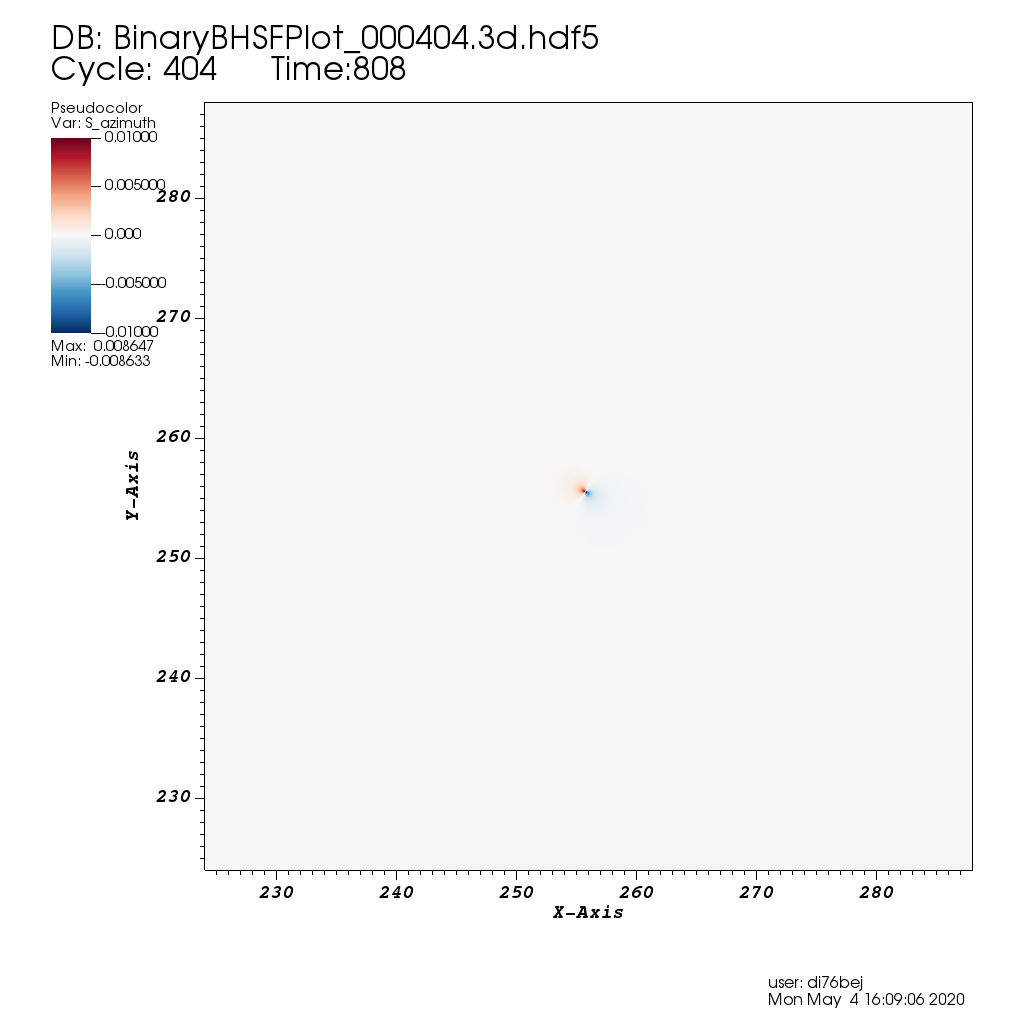 DB: BinaryBHSFPlot_000404.3d.hdf5
Cycle: 404 Time:808
Pseudocolor
Var: S_azimuth
0.01000
0.005000
0.000
-0.005000
-0.01000
Max: 0.008647
Min: -0.008633
280
270
260
250
240
230
Y-Axis
230 240 250 260 270 280
X-Axis
user: di76bej
Mon May 4 16:09:06 2020